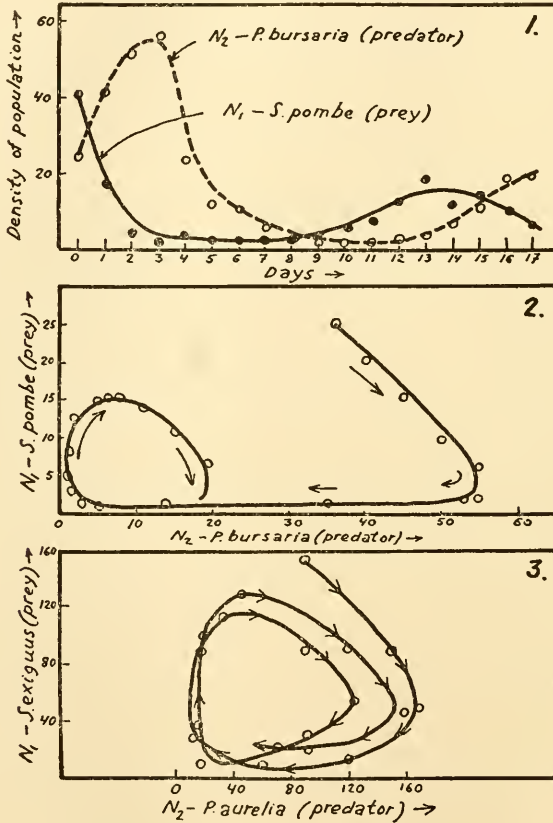 1.
Density of population →
60
40
20
N₂ – P. bursaria (predator)
N₁ – S. pombe (prey)
0 1 2 3 4 5 6 7 8 9 10 11 12 13 14 15 16 17
Days →
2.
N₁ – S. pombe (prey) →
25
20
15
10
5
0 10 20 30 40 50 60
N₂ – P. bursaria (predator) →
3.
N₁ – S. exiguus (prey) →
160
120
80
40
0 40 80 120 160
N₂ – P. aurelia (predator) →